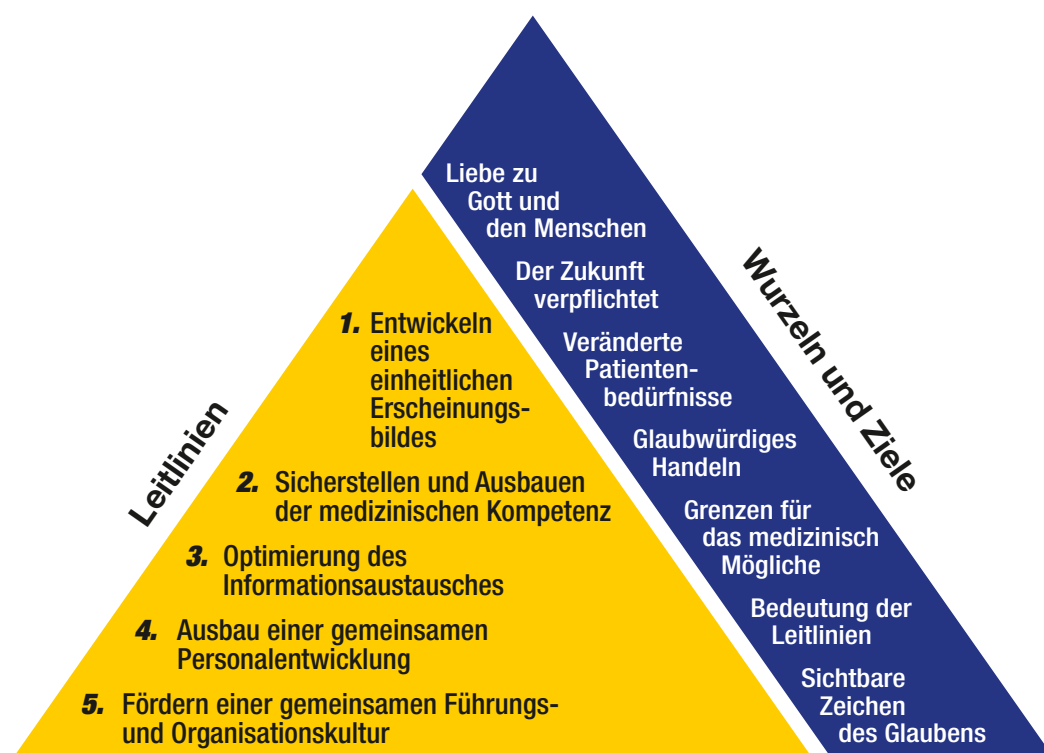 Leitlinien
1. Entwickeln
eines
einheitlichen
Erscheinungs-
bildes
2. Sicherstellen und Ausbauen
der medizinischen Kompetenz
3. Optimierung des
Informationsaustausches
4. Ausbau einer gemeinsamen
Personalentwicklung
5. Fördern einer gemeinsamen Führungs-
und Organisationskultur
Wurzeln und Ziele
Liebe zu
Gott und
den Menschen
Der Zukunft
verpflichtet
Veränderte
Patienten-
bedürfnisse
Glaubwürdiges
Handeln
Grenzen für
das medizinisch
Mögliche
Bedeutung der
Leitlinien
Sichtbare
Zeichen
des Glaubens